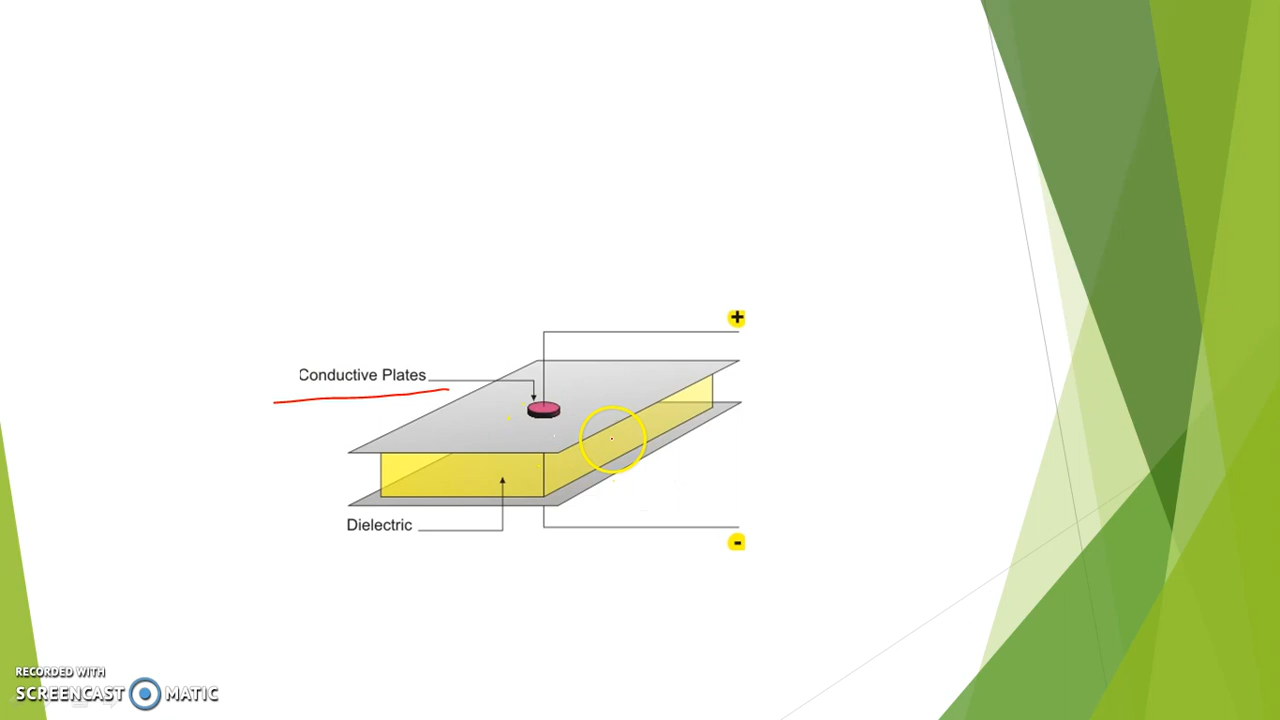 +
Conductive Plates
Dielectric
-
RECORDED WITH
SCREENCAST MATIC